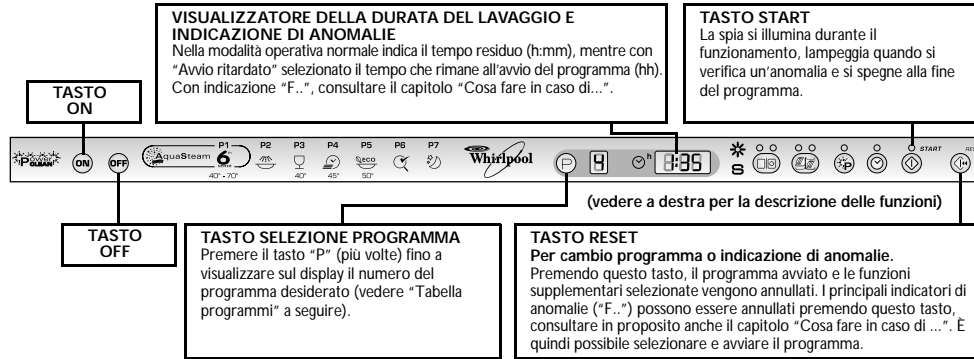 VISUALIZZATORE DELLA DURATA DEL LAVAGGIO E
INDICAZIONE DI ANOMALIE
Nella modalità operativa normale indica il tempo residuo (h:mm), mentre con
"Avvio ritardato" selezionato il tempo che rimane all'avvio del programma (hh).
Con indicazione "F..", consultare il capitolo "Cosa fare in caso di...".
TASTO START
La spia si illumina durante il
funzionamento, lampeggia quando si
verifica un'anomalia e si spegne alla fine
del programma.
TASTO
ON
Power
CLEAN
ON
OFF
AquaSteam
P1
6th
40° - 70°
P2
P3
40°
P4
45°
P5
ECO
50°
P6
P7
Whirlpool
P
4
h
1:35
S
P
START
RES
(vedere a destra per la descrizione delle funzioni)
TASTO
OFF
TASTO SELEZIONE PROGRAMMA
Premere il tasto "P" (più volte) fino a
visualizzare sul display il numero del
programma desiderato (vedere "Tabella
programmi" a seguire).
TASTO RESET
Per cambio programma o indicazione di anomalie.
Premendo questo tasto, il programma avviato e le funzioni
supplementari selezionate vengono annullati. I principali indicatori di
anomalie ("F..") possono essere annullati premendo questo tasto,
consultare in proposito anche il capitolo "Cosa fare in caso di ...". È
quindi possibile selezionare e avviare il programma.